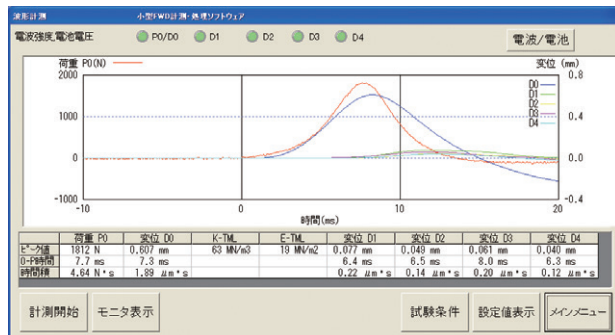 波形計測 小型FWD計測・処理ソフトウェア
電波強度,電池電圧 P0/D0 D1 D2 D3 D4 電波/電池
荷重 P0(N) 変位 (mm)
2000 0.8
D0
D1
D2
D3
D4
1000 0.4
0 0.0
-1000 -0.4
-10 0 10 20
時間(ms)
荷重 P0 変位 D0 K-TML E-TML 変位 D1 変位 D2 変位 D3 変位 D4
ピーク値 1812 N 0.607 mm 63 MN/m3 19 MN/m2 0.077 mm 0.049 mm 0.061 mm 0.040 mm
0-P時間 7.7 ms 7.3 ms 6.4 ms 6.5 ms 8.0 ms 6.3 ms
時間積 4.64 N・s 1.89 μm・s 0.22 μm・s 0.14 μm・s 0.20 μm・s 0.12 μm・s
計測開始 モニタ表示 試験条件 設定値表示 メインメニュー